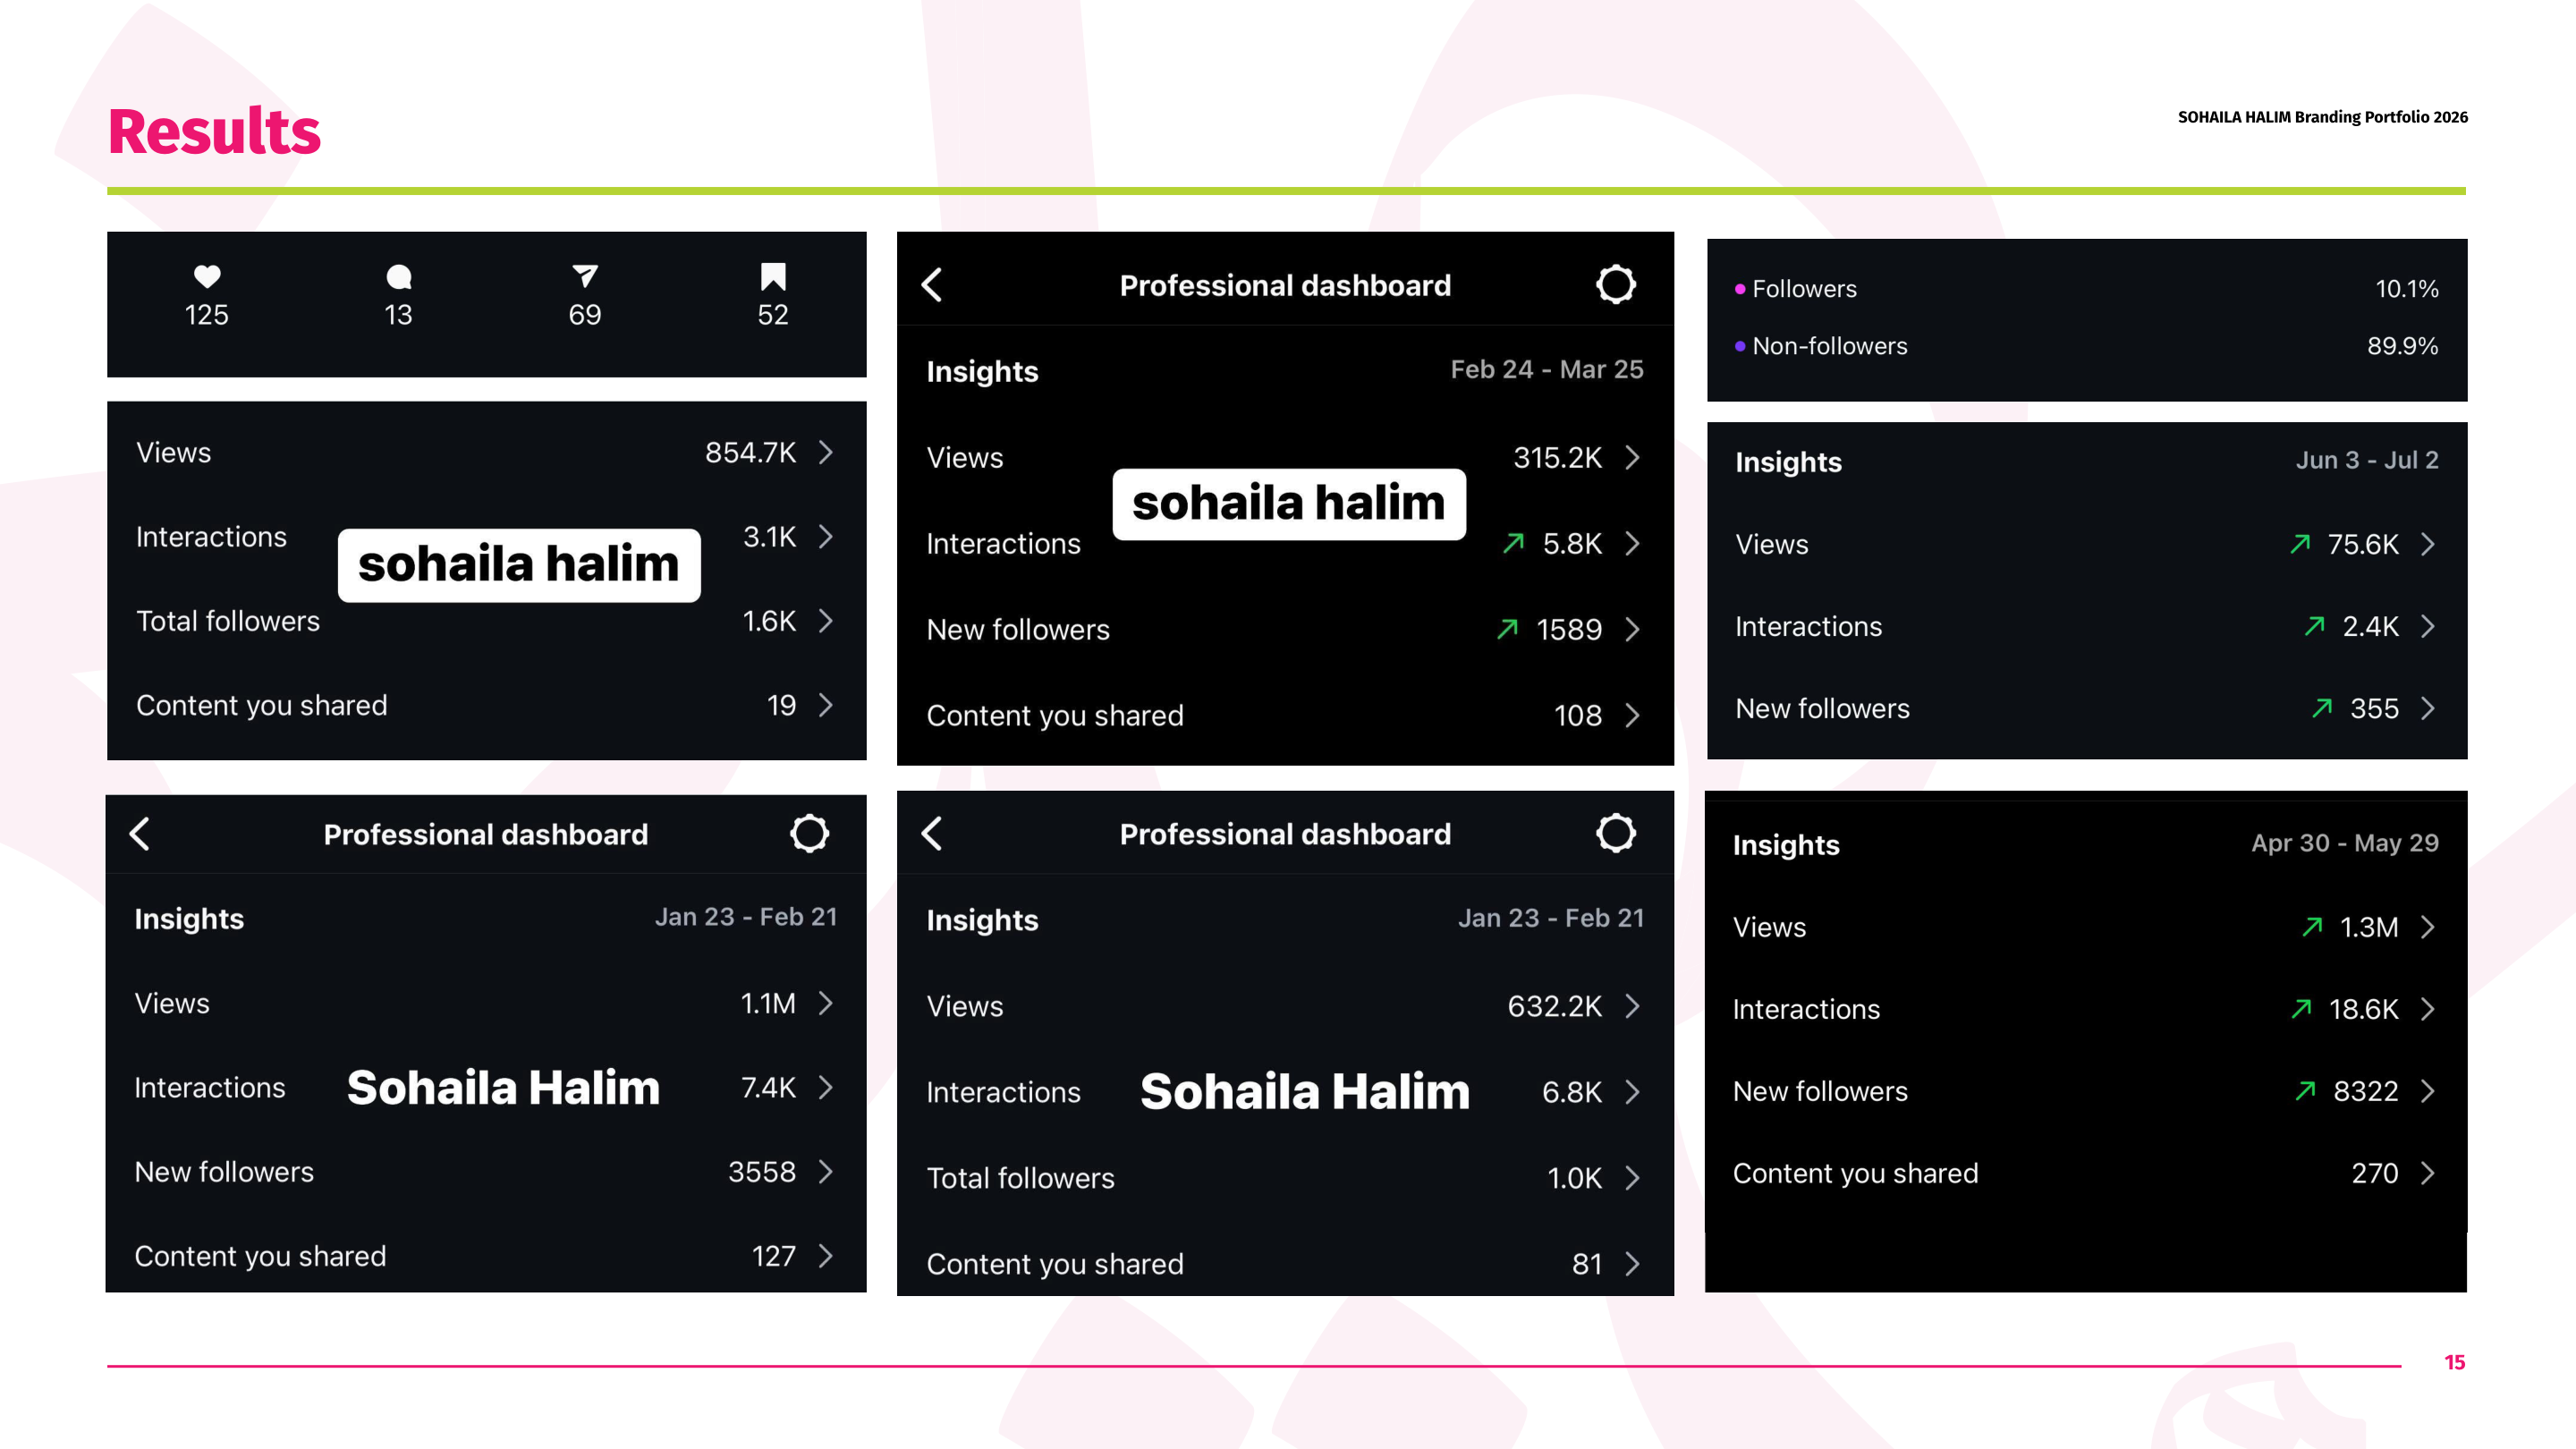 Results
SOHAILA HALIM Branding Portfolio 2026
125 13 69 52
Views 854.7K
Interactions 3.1K
sohaila halim
Total followers 1.6K
Content you shared 19
Professional dashboard
Insights Feb 24 - Mar 25
Views 315.2K
sohaila halim
Interactions 5.8K
New followers 1589
Content you shared 108
Followers 10.1%
Non-followers 89.9%
Insights Jun 3 - Jul 2
Views 75.6K
Interactions 2.4K
New followers 355
Professional dashboard
Insights Jan 23 - Feb 21
Views 1.1M
Interactions Sohaila Halim 7.4K
New followers 3558
Content you shared 127
Professional dashboard
Insights Jan 23 - Feb 21
Views 632.2K
Interactions Sohaila Halim 6.8K
Total followers 1.0K
Content you shared 81
Insights Apr 30 - May 29
Views 1.3M
Interactions 18.6K
New followers 8322
Content you shared 270
15